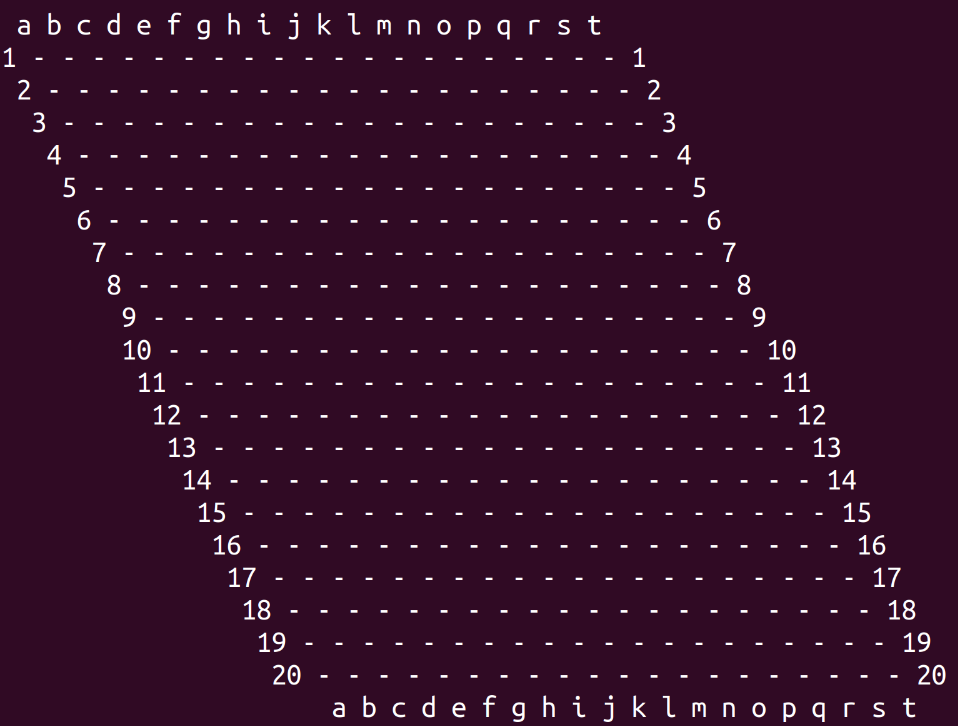 a b c d e f g h i j k l m n o p q r s t
1 - - - - - - - - - - - - - - - - - - - - 1
 2 - - - - - - - - - - - - - - - - - - - - 2
  3 - - - - - - - - - - - - - - - - - - - - 3
   4 - - - - - - - - - - - - - - - - - - - - 4
    5 - - - - - - - - - - - - - - - - - - - - 5
     6 - - - - - - - - - - - - - - - - - - - - 6
      7 - - - - - - - - - - - - - - - - - - - - 7
       8 - - - - - - - - - - - - - - - - - - - - 8
        9 - - - - - - - - - - - - - - - - - - - - 9
        10 - - - - - - - - - - - - - - - - - - - - 10
         11 - - - - - - - - - - - - - - - - - - - - 11
          12 - - - - - - - - - - - - - - - - - - - - 12
           13 - - - - - - - - - - - - - - - - - - - - 13
            14 - - - - - - - - - - - - - - - - - - - - 14
             15 - - - - - - - - - - - - - - - - - - - - 15
              16 - - - - - - - - - - - - - - - - - - - - 16
               17 - - - - - - - - - - - - - - - - - - - - 17
                18 - - - - - - - - - - - - - - - - - - - - 18
                 19 - - - - - - - - - - - - - - - - - - - - 19
                  20 - - - - - - - - - - - - - - - - - - - - 20
                      a b c d e f g h i j k l m n o p q r s t